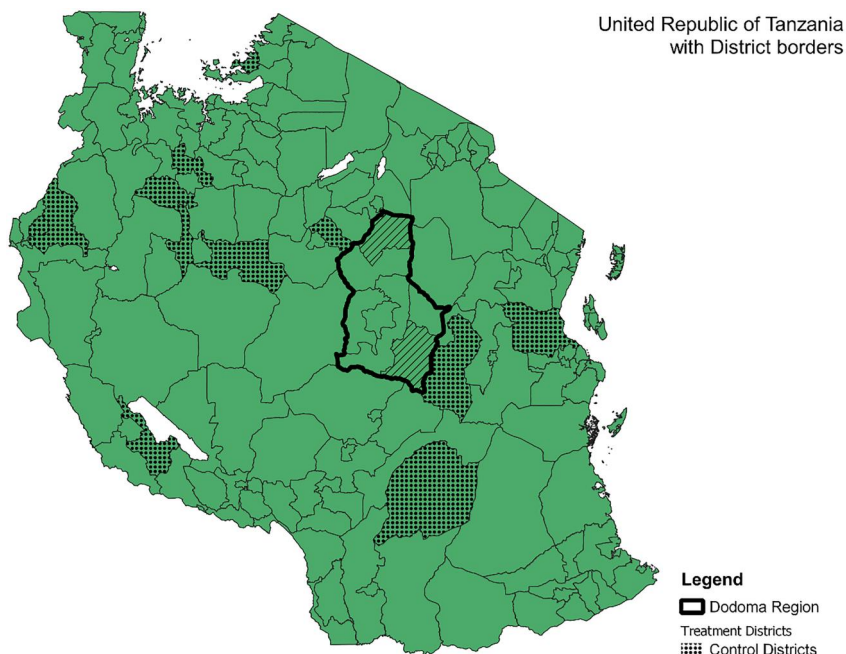 United Republic of Tanzania
with District borders
Legend
Dodoma Region
Treatment Districts
Control Districts